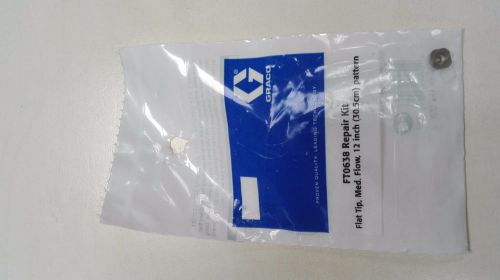 GRACO
PROVEN QUALITY. LEADING TECHNOLOGY.
FT0638 Repair Kit
Flat Tip, Med. Flow, 12 inch (30.5cm) pattern